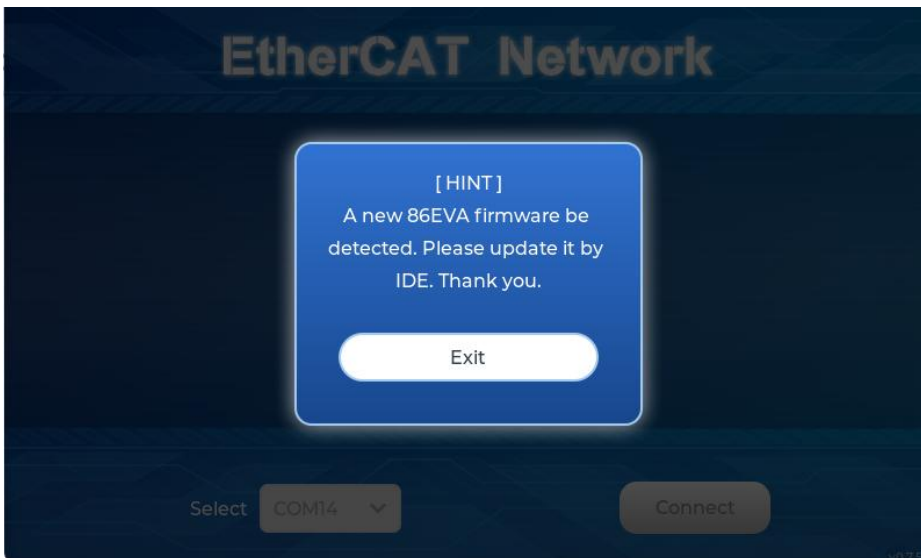 EtherCAT Network
[ HINT ]
A new 86EVA firmware be
detected. Please update it by
IDE. Thank you.
Exit
Select COM14 Connect